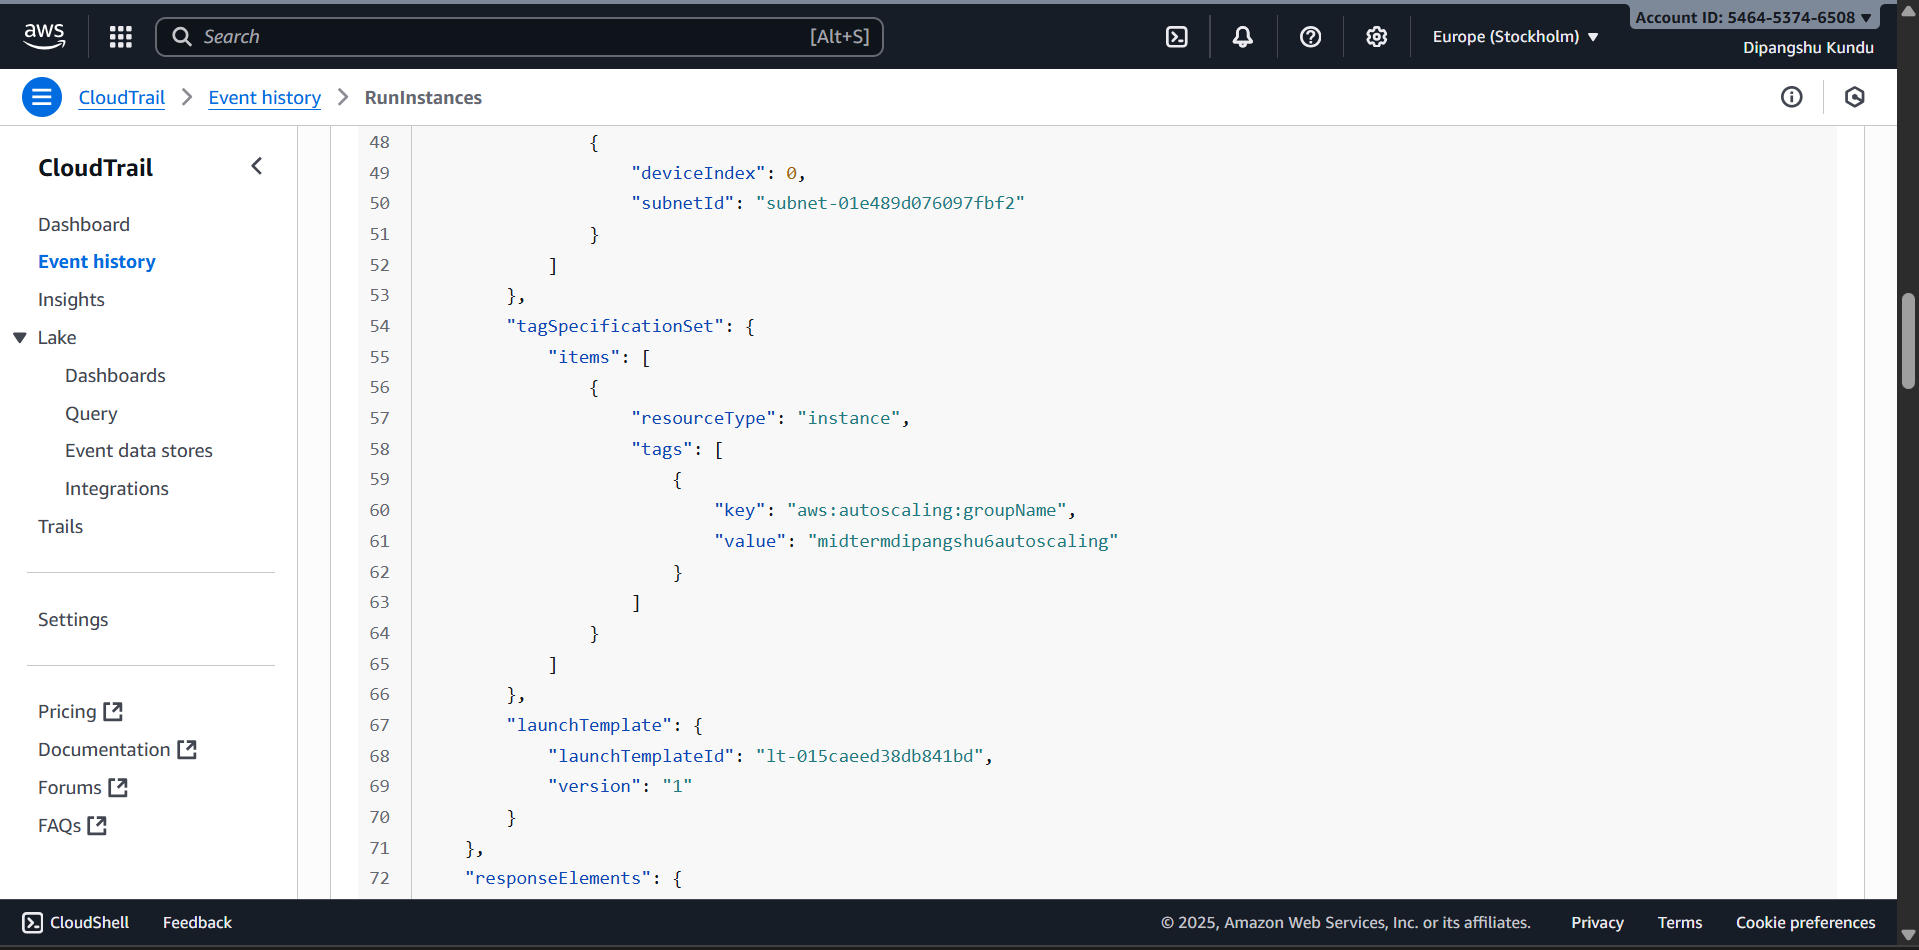 aws
Search [Alt+S]
Europe (Stockholm)
Account ID: 5464-5374-6508
Dipangshu Kundu
CloudTrail
Event history
RunInstances
CloudTrail
Dashboard
Event history
Insights
Lake
Dashboards
Query
Event data stores
Integrations
Trails
Settings
Pricing
Documentation
Forums
FAQs
48 {
49 "deviceIndex": 0,
50 "subnetId": "subnet-01e489d076097fbf2"
51 }
52 ]
53 },
54 "tagSpecificationSet": {
55 "items": [
56 {
57 "resourceType": "instance",
58 "tags": [
59 {
60 "key": "aws:autoscaling:groupName",
61 "value": "midtermdipangshu6autoscaling"
62 }
63 ]
64 }
65 ]
66 },
67 "launchTemplate": {
68 "launchTemplateId": "lt-015caeed38db841bd",
69 "version": "1"
70 }
71 },
72 "responseElements": {
CloudShell
Feedback
© 2025, Amazon Web Services, Inc. or its affiliates.
Privacy
Terms
Cookie preferences